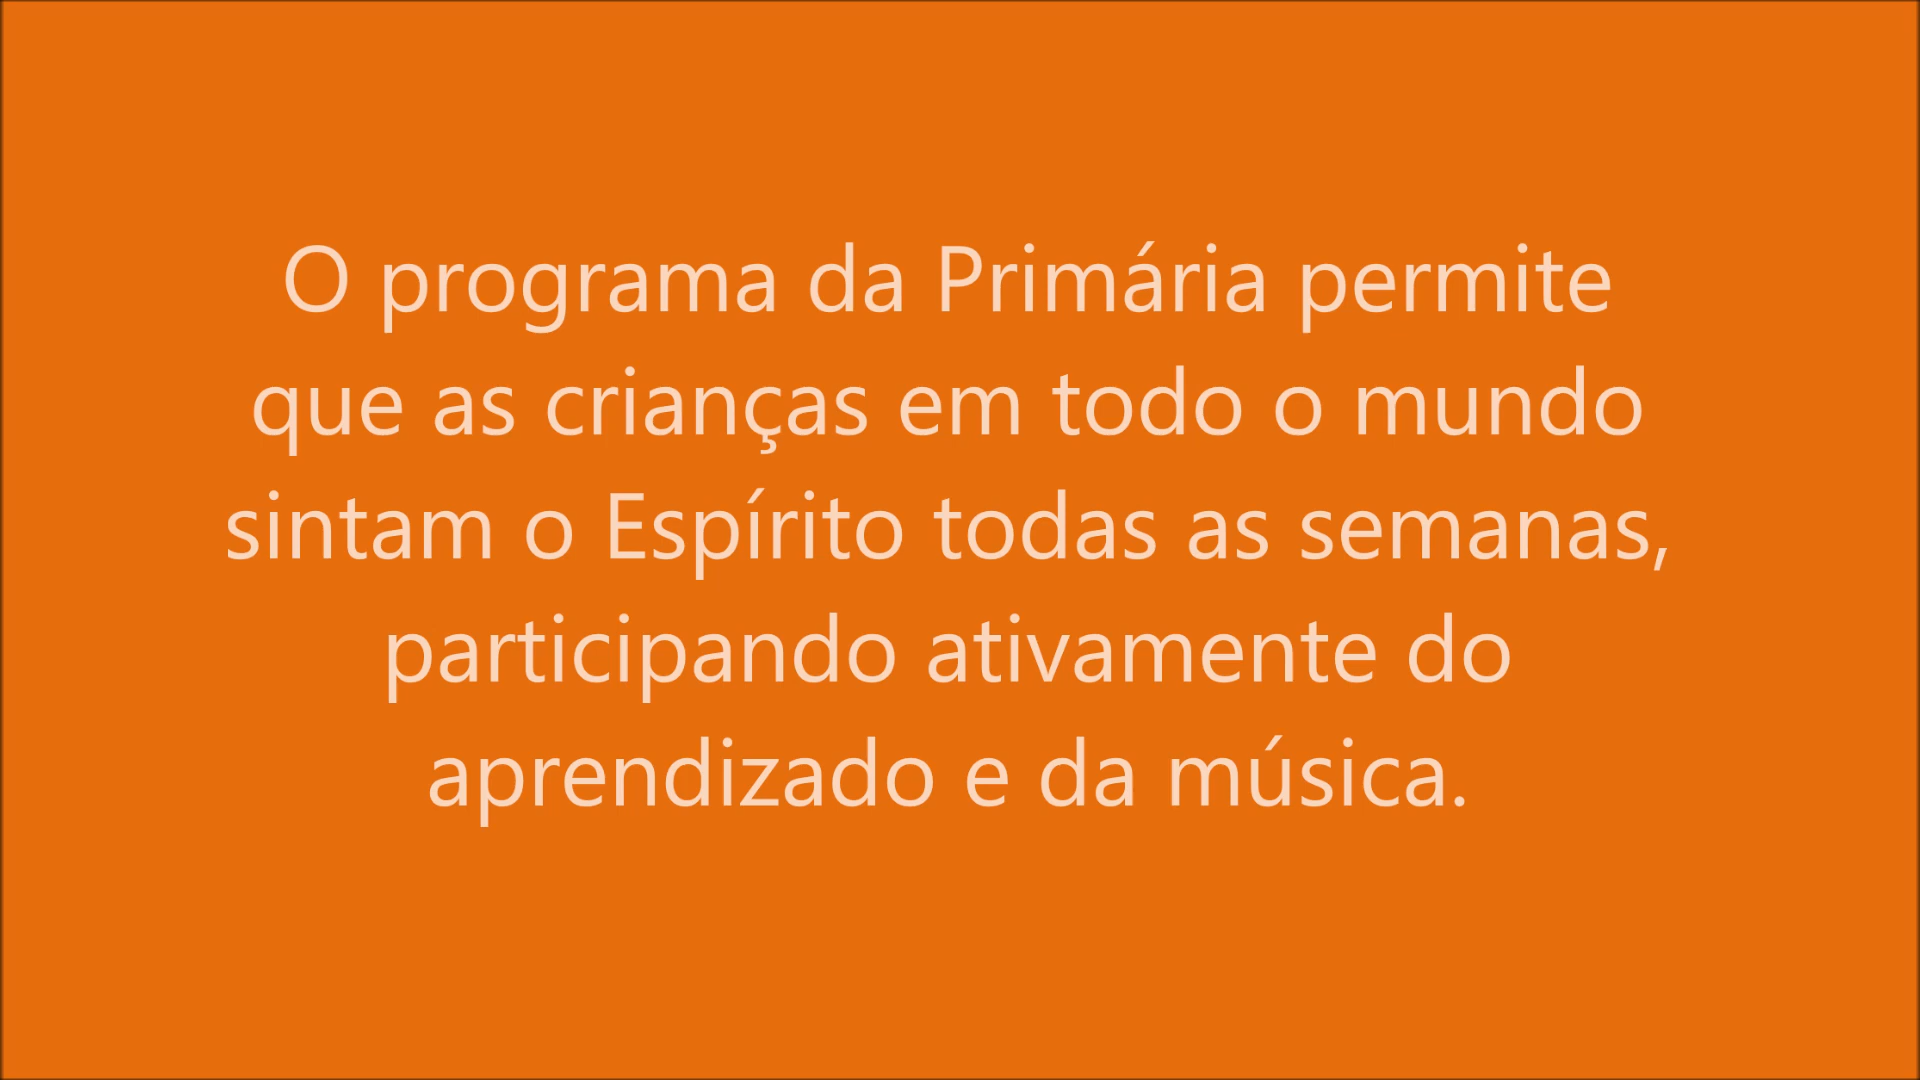 O programa da Primária permite
que as crianças em todo o mundo
sintam o Espírito todas as semanas,
participando ativamente do
aprendizado e da música.